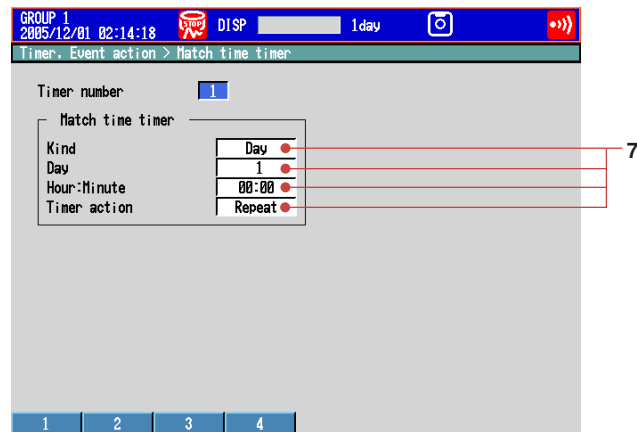 GROUP 1
2005/12/01 02:14:18
STOP
DISP
1day
Timer, Event action > Match time timer
Timer number 1
Match time timer
Kind Day
Day 1
Hour:Minute 00:00
Timer action Repeat
7
1 2 3 4